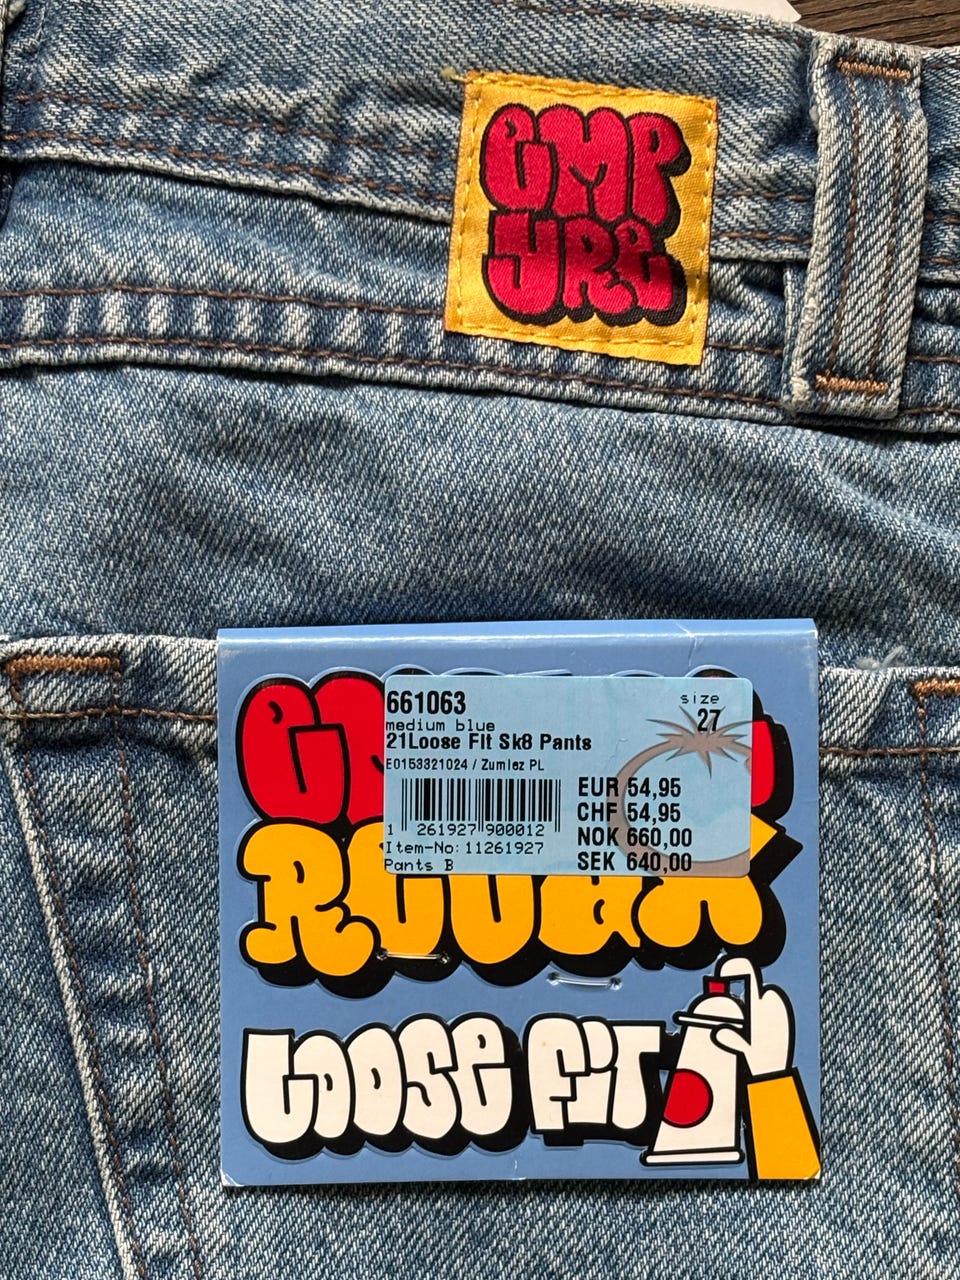 EMP
YRE
661063
medium blue
21Loose Fit Sk8 Pants
E0153321024 / Zumiez PL
1 261927 900012
Item-No: 11261927
Pants B
size
27
EUR 54,95
CHF 54,95
NOK 660,00
SEK 640,00
LOOSE FIT